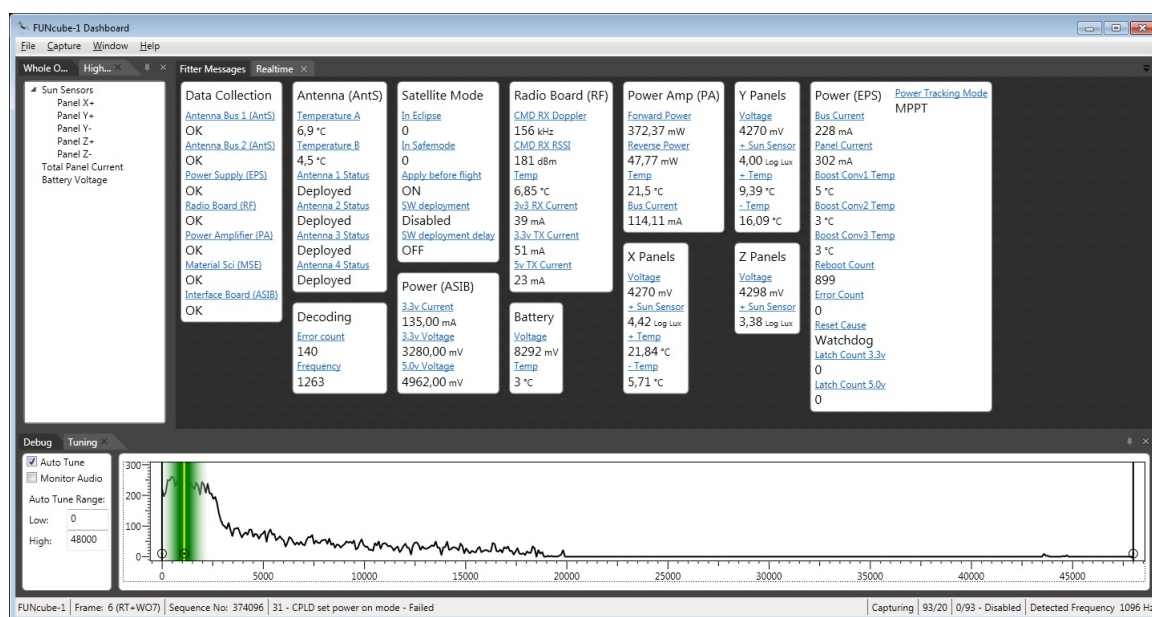 FUNcube-1 Dashboard
File Capture Window Help
Whole O... High...
Sun Sensors
Panel X+
Panel Y+
Panel Y-
Panel Z+
Panel Z-
Total Panel Current
Battery Voltage
Fitter Messages Realtime
Data Collection
Antenna Bus 1 (AntS)
OK
Antenna Bus 2 (AntS)
OK
Power Supply (EPS)
OK
Radio Board (RF)
OK
Power Amplifier (PA)
OK
Material Sci (MSE)
OK
Interface Board (ASIB)
OK
Antenna (AntS)
Temperature A
6,9 °C
Temperature B
4,5 °C
Antenna 1 Status
Deployed
Antenna 2 Status
Deployed
Antenna 3 Status
Deployed
Antenna 4 Status
Deployed
Decoding
Error count
140
Frequency
1263
Satellite Mode
In Eclipse
0
In Safemode
0
Apply before flight
ON
SW deployment
Disabled
SW deployment delay
OFF
Power (ASIB)
3.3v Current
135,00 mA
3.3v Voltage
3280,00 mV
5.0v Voltage
4962,00 mV
Radio Board (RF)
CMD RX Doppler
156 kHz
CMD RX RSSI
181 dBm
Temp
6,85 °C
3v3 RX Current
39 mA
3.3v TX Current
51 mA
5v TX Current
23 mA
Battery
Voltage
8292 mV
Temp
3 °C
Power Amp (PA)
Forward Power
372,37 mW
Reverse Power
47,77 mW
Temp
21,5 °C
Bus Current
114,11 mA
X Panels
Voltage
4270 mV
+ Sun Sensor
4,42 Log Lux
+ Temp
21,84 °C
- Temp
5,71 °C
Y Panels
Voltage
4270 mV
+ Sun Sensor
4,00 Log Lux
+ Temp
9,39 °C
- Temp
16,09 °C
Z Panels
Voltage
4298 mV
+ Sun Sensor
3,38 Log Lux
Power (EPS)
Bus Current
228 mA
Panel Current
302 mA
Boost Conv1 Temp
5 °C
Boost Conv2 Temp
3 °C
Boost Conv3 Temp
3 °C
Reboot Count
899
Error Count
0
Reset Cause
Watchdog
Latch Count 3.3v
0
Latch Count 5.0v
0
Power Tracking Mode
MPPT
Debug Tuning
Auto Tune
Monitor Audio
Auto Tune Range:
Low: 0
High: 48000
300
200
100
0
0 5000 10000 15000 20000 25000 30000 35000 40000 45000
FUNcube-1 Frame: 6 (RT+WO7) Sequence No: 374096 31 - CPLD set power on mode - Failed Capturing 93/20 0/93 - Disabled Detected Frequency 1096 Hz